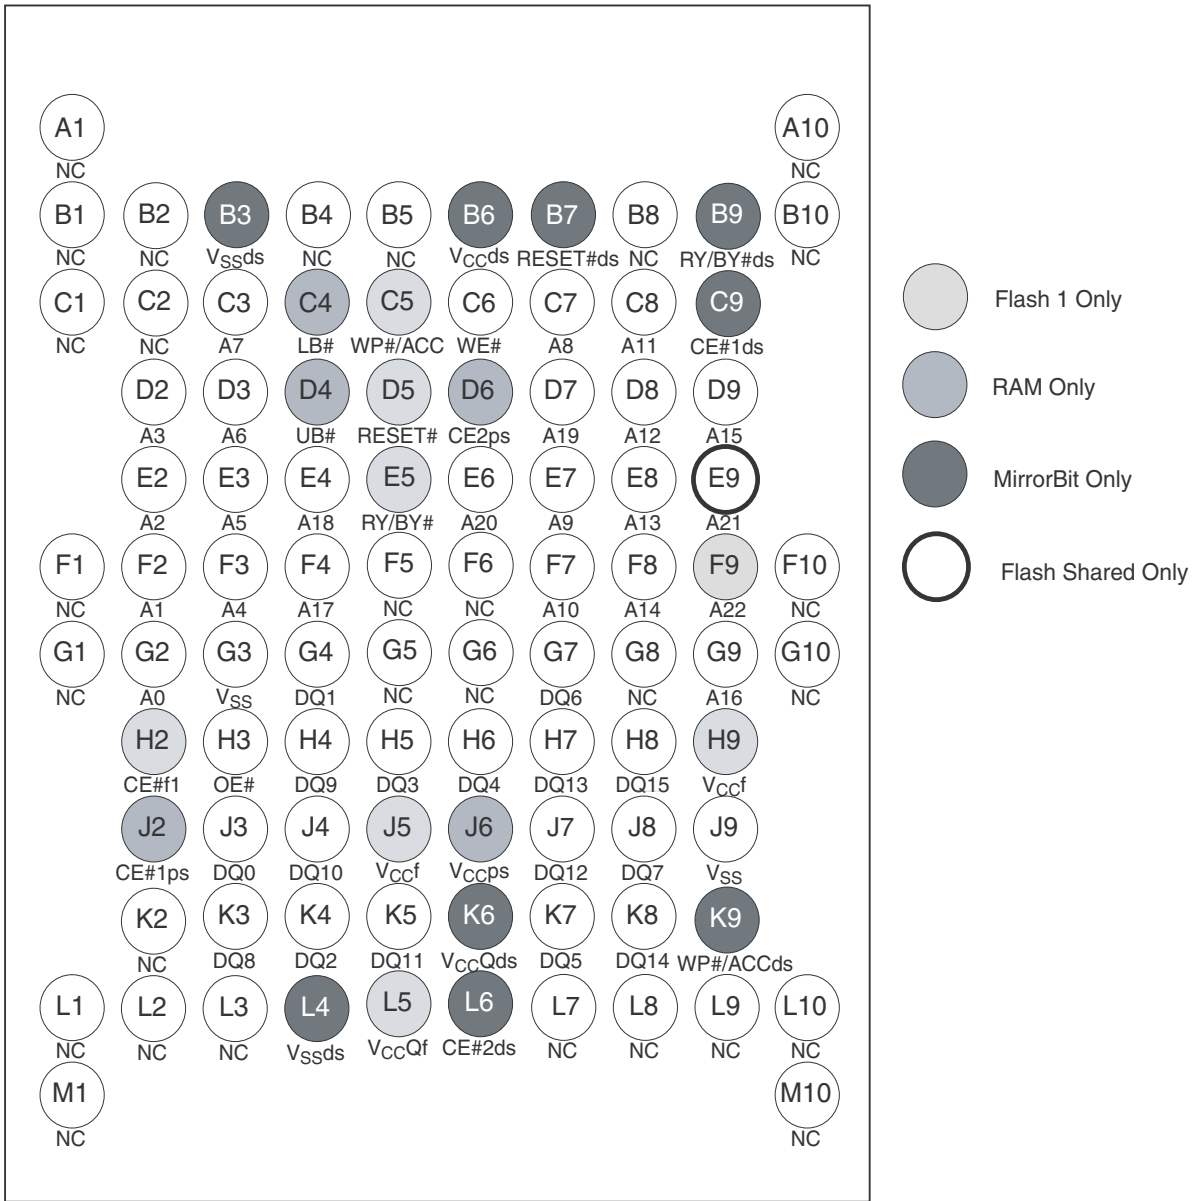 A1 A10
NC NC
B1 B2 B3 B4 B5 B6 B7 B8 B9 B10
NC NC VSSds NC NC VCCds RESET#ds NC RY/BY#ds NC
C1 C2 C3 C4 C5 C6 C7 C8 C9
NC NC A7 LB# WP#/ACC WE# A8 A11 CE#1ds
D2 D3 D4 D5 D6 D7 D8 D9
A3 A6 UB# RESET# CE2ps A19 A12 A15
E2 E3 E4 E5 E6 E7 E8 E9
A2 A5 A18 RY/BY# A20 A9 A13 A21
F1 F2 F3 F4 F5 F6 F7 F8 F9 F10
NC A1 A4 A17 NC NC A10 A14 A22 NC
G1 G2 G3 G4 G5 G6 G7 G8 G9 G10
NC A0 VSS DQ1 NC NC DQ6 NC A16 NC
H2 H3 H4 H5 H6 H7 H8 H9
CE#f1 OE# DQ9 DQ3 DQ4 DQ13 DQ15 VCCf
J2 J3 J4 J5 J6 J7 J8 J9
CE#1ps DQ0 DQ10 VCCf VCCps DQ12 DQ7 VSS
K2 K3 K4 K5 K6 K7 K8 K9
NC DQ8 DQ2 DQ11 VCCQds DQ5 DQ14 WP#/ACCds
L1 L2 L3 L4 L5 L6 L7 L8 L9 L10
NC NC NC VSSds VCCQf CE#2ds NC NC NC NC
M1 M10
NC NC
Flash 1 Only
RAM Only
MirrorBit Only
Flash Shared Only